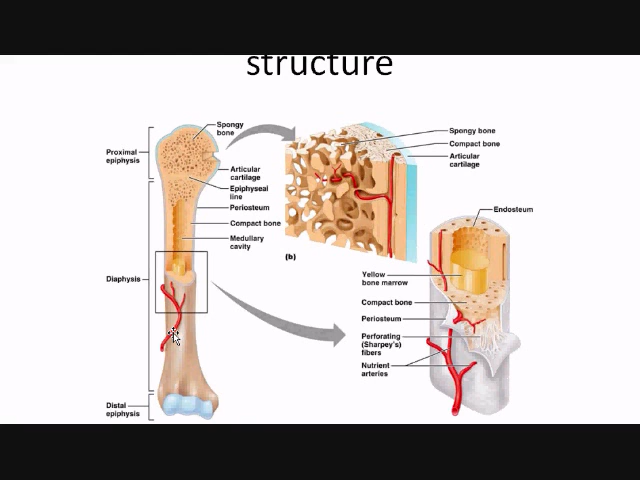 structure
Spongy
bone
Proximal
epiphysis
Articular
cartilage
Epiphyseal
line
Periosteum
Compact bone
Medullary
cavity
Diaphysis
Distal
epiphysis
Spongy bone
Compact bone
Articular
cartilage
(b)
Endosteum
Yellow
bone marrow
Compact bone
Periosteum
Perforating
(Sharpey's)
fibers
Nutrient
arteries